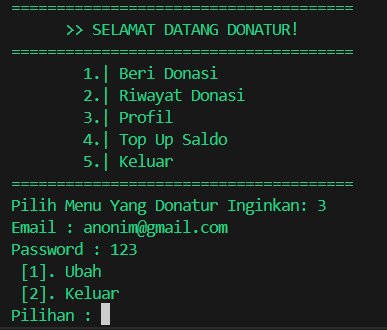 ======================================
>> SELAMAT DATANG DONATUR!
======================================
1.| Beri Donasi
2.| Riwayat Donasi
3.| Profil
4.| Top Up Saldo
5.| Keluar
======================================
Pilih Menu Yang Donatur Inginkan: 3
Email : anonim@gmail.com
Password : 123
[1]. Ubah
[2]. Keluar
Pilihan :